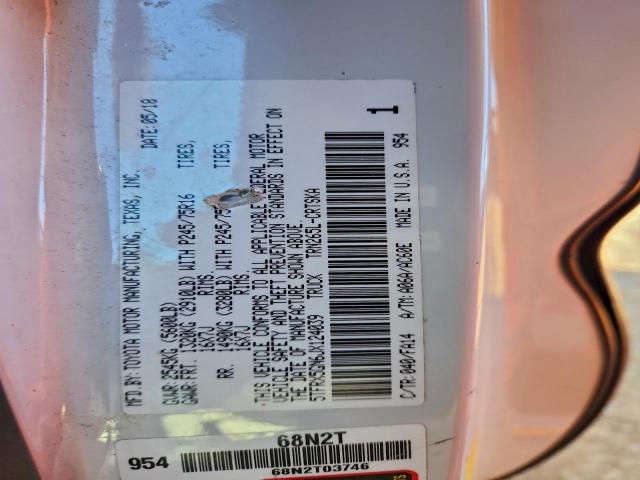 MFD. BY: TOYOTA MOTOR MANUFACTURING, TEXAS, INC. DATE: 05/18
GVWR: 2545KG (5600LB)
GAWR: FRT. 1320KG (2910LB) WITH P245/75R16 TIRES,
16X7J RIMS,
RR. 1490KG (3280LB) WITH P245/75 TIRES,
16X7J RIMS,
THIS VEHICLE CONFORMS TO ALL APPLICABLE FEDERAL MOTOR
VEHICLE SAFETY AND THEFT PREVENTION STANDARDS IN EFFECT ON
THE DATE OF MANUFACTURE SHOWN ABOVE.
TRUCK TRN265L-CRTSKA
C/TR: 040/FA14 A/TM: A06A/AC60E MADE IN U.S.A. 954
1
68N2T
954
68N2T03746